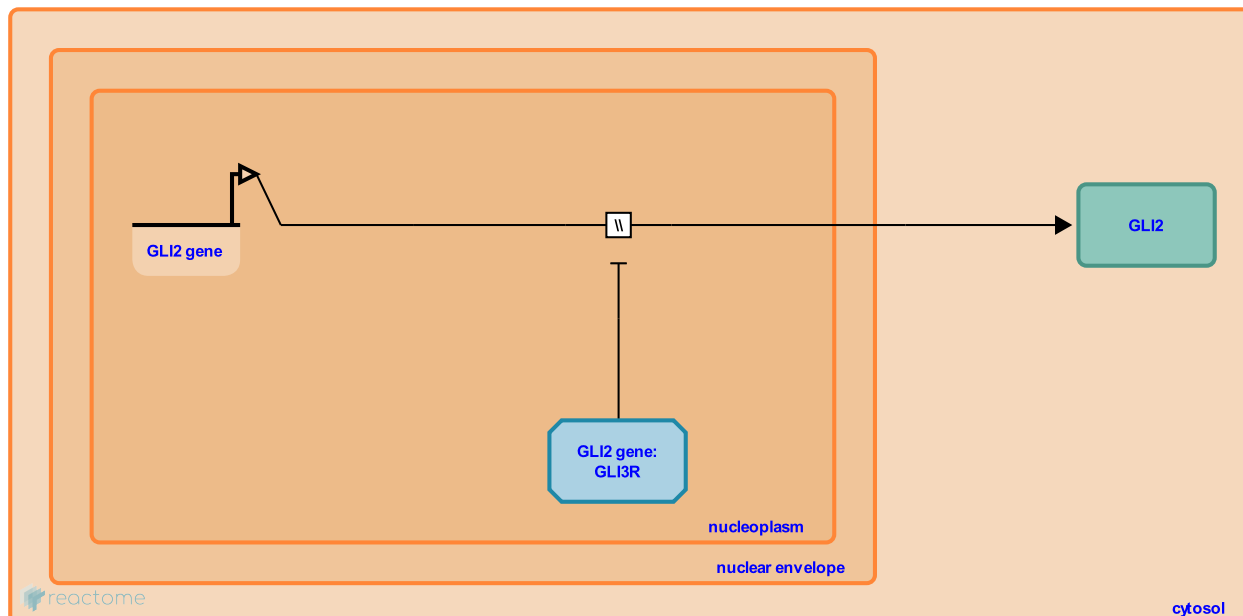 GLI2 gene
\\
GLI2
GLI2 gene:
GLI3R
nucleoplasm
nuclear envelope
reactome
cytosol